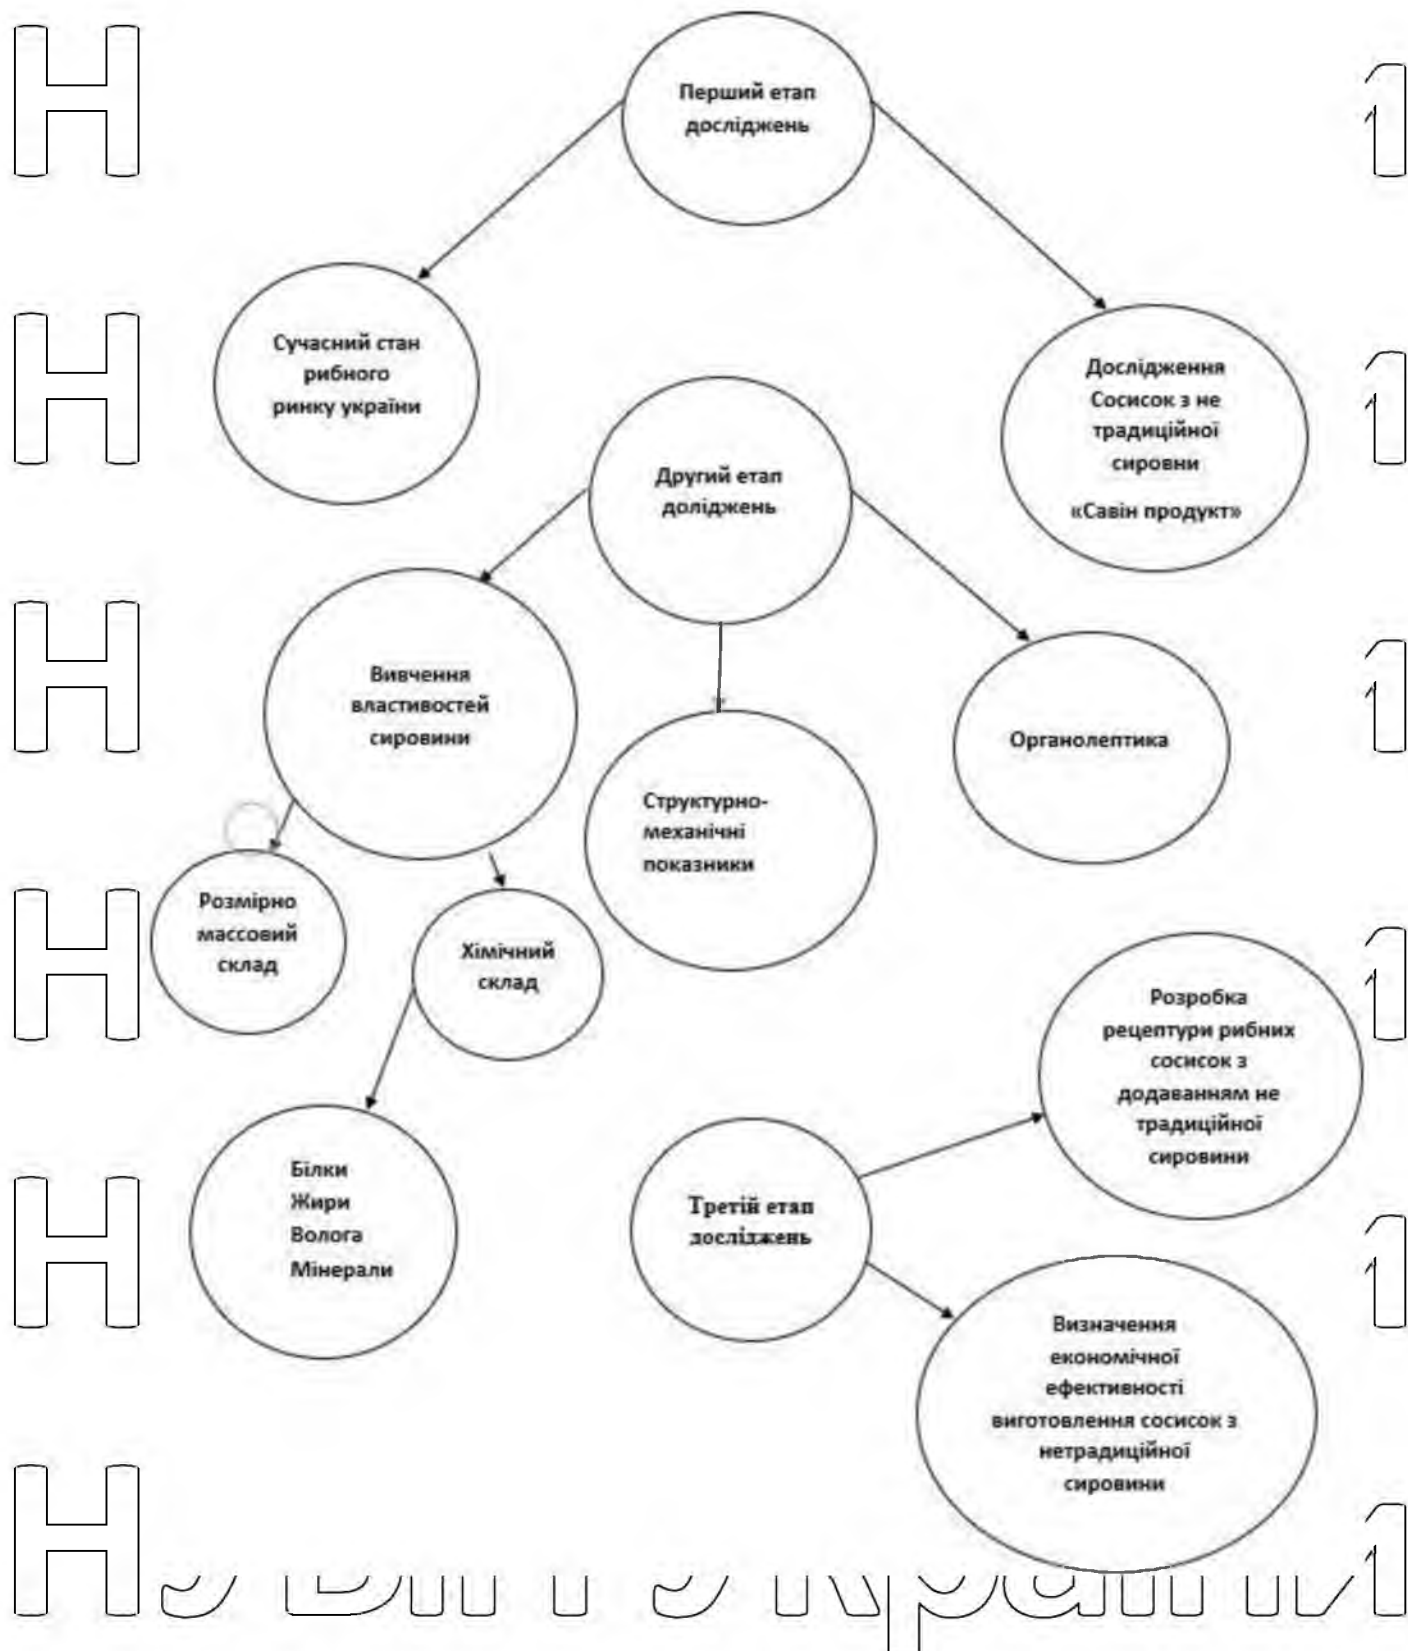 Перший етап
досліджень
Сучасний стан
рибного
ринку україни
Дослідження
Сосисок з не
традиційної
сировни
«Савін продукт»
Другий етап
доліджень
Вивчення
властивостей
сировини
Структурно-
механічні
показники
Органолептика
Розмірно
массовий
склад
Хімічний
склад
Білки
Жири
Волога
Мінерали
Третій етап
досліджень
Розробка
рецептури рибних
сосисок з
додаванням не
традиційної
сировини
Визначення
економічної
ефективності
виготовлення сосисок з
нетрадиційної
сировини